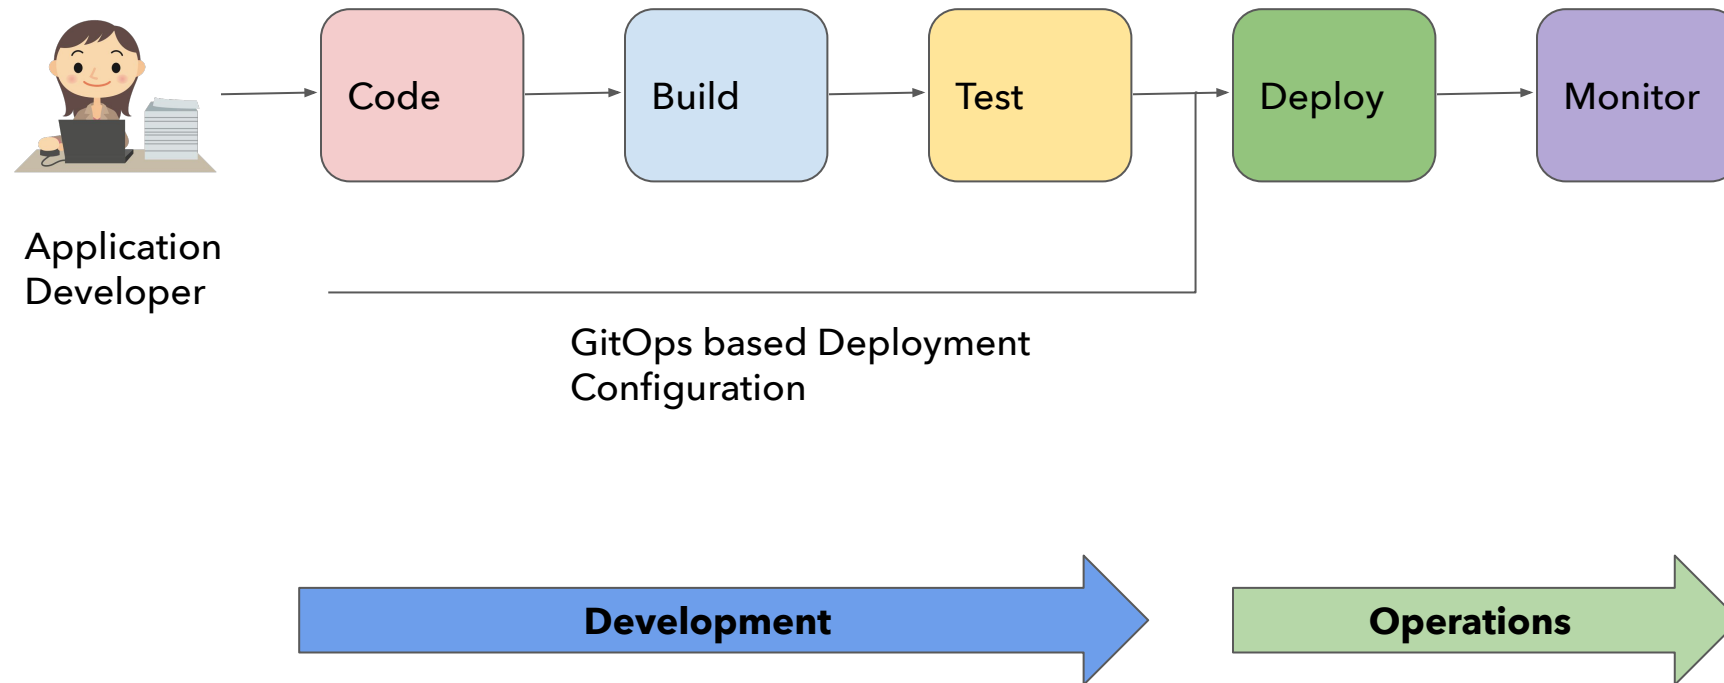 Code
Build
Test
Deploy
Monitor
Application
Developer
GitOps based Deployment
Configuration
Development
Operations